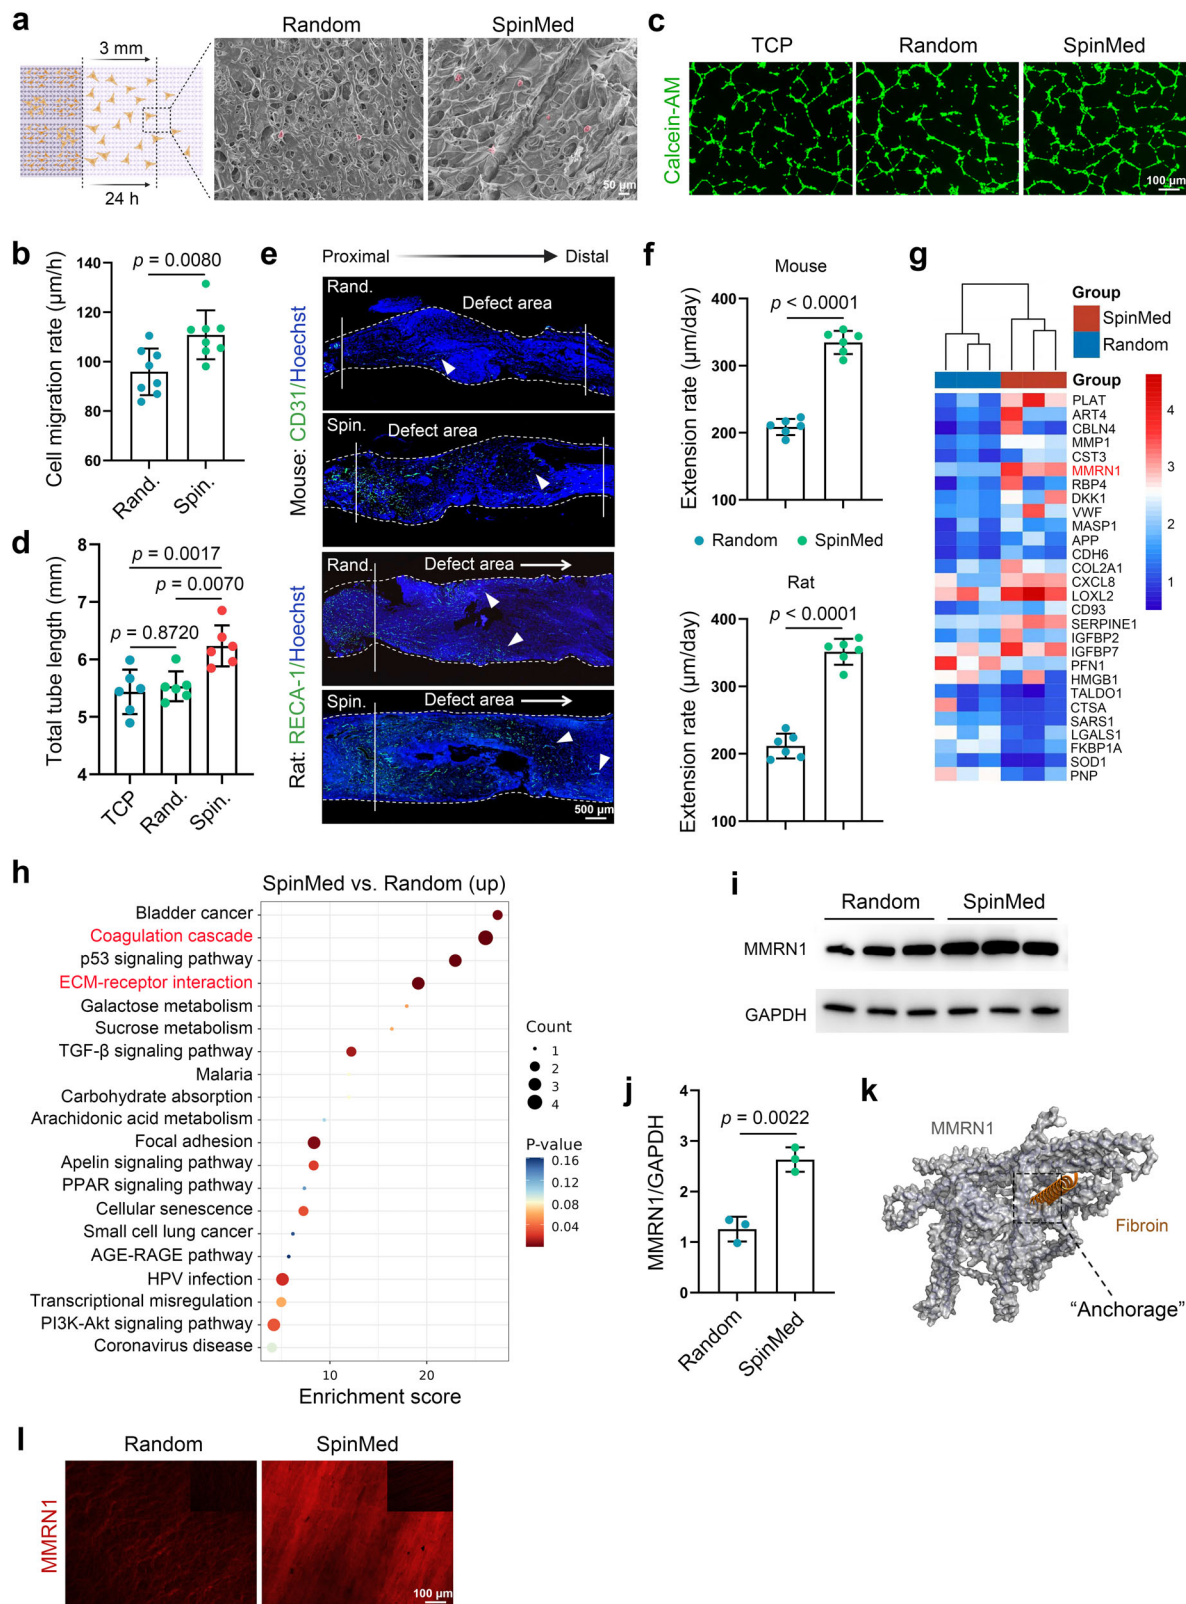 a
3 mm
24 h
Random
SpinMed
50 μm
c
TCP
Random
SpinMed
Calcein-AM
100 μm
b
Cell migration rate (μm/h)
140
120
100
80
60
p = 0.0080
Rand.
Spin.
d
Total tube length (mm)
8
7
6
5
4
p = 0.0017
p = 0.0070
p = 0.8720
TCP
Rand.
Spin.
e
Proximal
Distal
Mouse: CD31/Hoechst
Rand.
Defect area
Spin.
Defect area
Rat: RECA-1/Hoechst
Rand.
Defect area
Spin.
Defect area
500 μm
f
Mouse
Extension rate (μm/day)
400
300
200
100
p < 0.0001
Random
SpinMed
Rat
Extension rate (μm/day)
400
300
200
100
p < 0.0001
g
Group
SpinMed
Random
Group
PLAT
ART4
CBLN4
MMP1
CST3
MMRN1
RBP4
DKK1
VWF
MASP1
APP
CDH6
COL2A1
CXCL8
LOXL2
CD93
SERPINE1
IGFBP2
IGFBP7
PFN1
HMGB1
TALDO1
CTSA
SARS1
LGALS1
FKBP1A
SOD1
PNP
4
3
2
1
h
SpinMed vs. Random (up)
Bladder cancer
Coagulation cascade
p53 signaling pathway
ECM-receptor interaction
Galactose metabolism
Sucrose metabolism
TGF-β signaling pathway
Malaria
Carbohydrate absorption
Arachidonic acid metabolism
Focal adhesion
Apelin signaling pathway
PPAR signaling pathway
Cellular senescence
Small cell lung cancer
AGE-RAGE pathway
HPV infection
Transcriptional misregulation
PI3K-Akt signaling pathway
Coronavirus disease
10
20
Enrichment score
Count
1
2
3
4
P-value
0.16
0.12
0.08
0.04
i
Random
SpinMed
MMRN1
GAPDH
j
MMRN1/GAPDH
4
3
2
1
0
p = 0.0022
Random
SpinMed
k
MMRN1
Fibroin
“Anchorage”
l
Random
SpinMed
MMRN1
100 μm